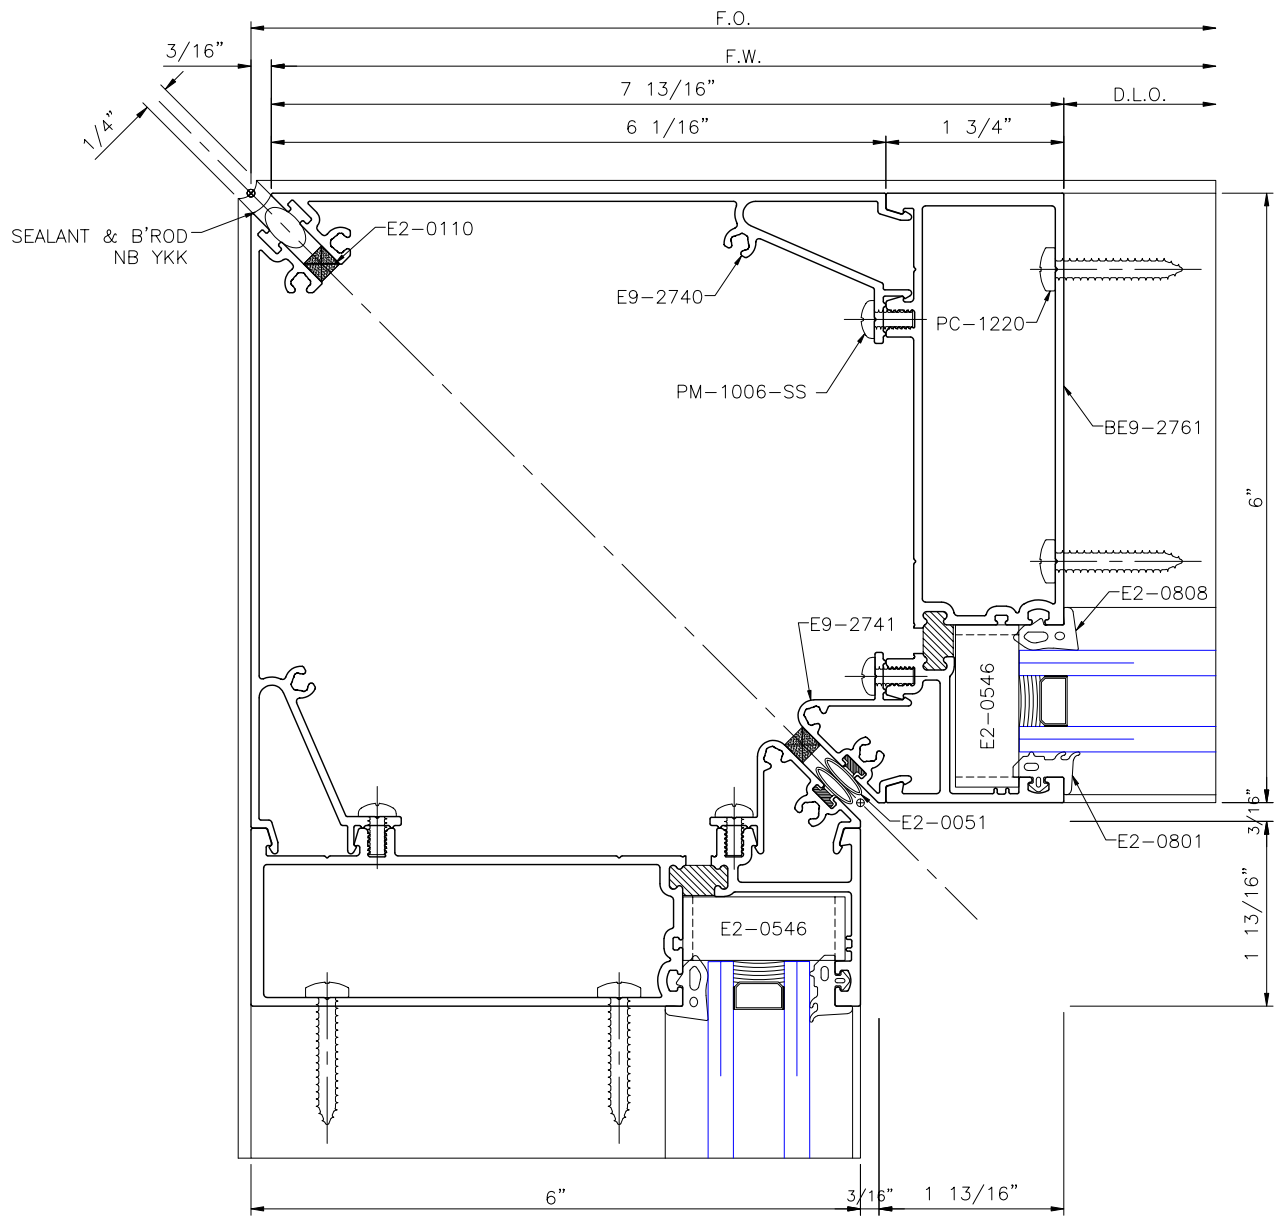 F.O.
3/16”
F.W.
7 13/16”
D.L.O.
1/4”
6 1/16”
1 3/4”
SEALANT & B’ROD
NB YKK
E2-0110
E9-2740
PC-1220
PM-1006-SS
BE9-2761
6”
E2-0808
E9-2741
E2-0546
E2-0051
3/16”
E2-0801
E2-0546
1 13/16”
6”
3/16”
1 13/16”